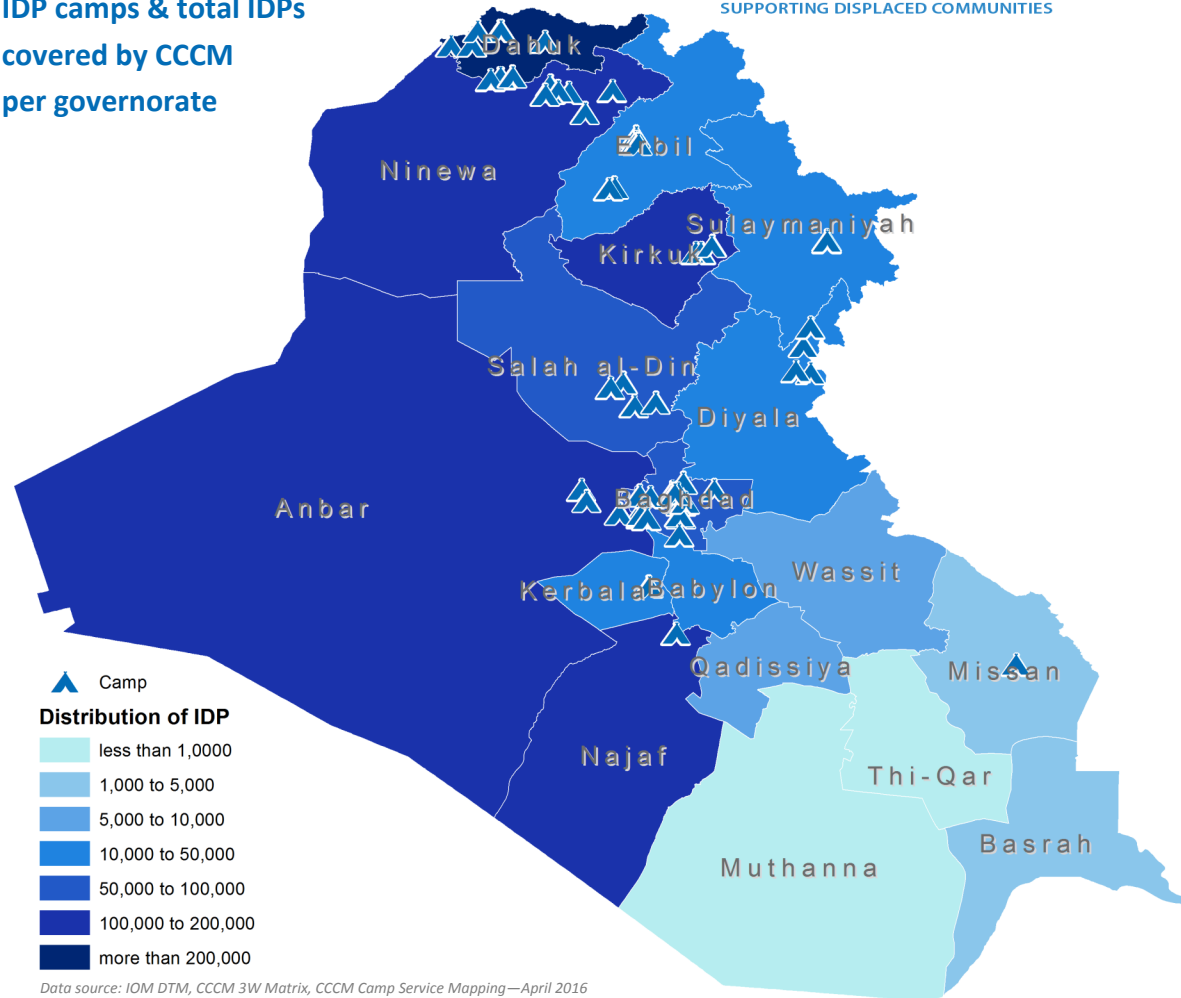 IDP camps & total IDPs
covered by CCCM
per governorate
SUPPORTING DISPLACED COMMUNITIES
Dahuk
Ninewa
Erbil
Sulaymaniyah
Kirkuk
Salah al-Din
Diyala
Anbar
Baghdad
Wassit
Kerbala
Babylon
Qadissiya
Missan
Najaf
Thi-Qar
Basrah
Muthanna
Camp
Distribution of IDP
less than 1,0000
1,000 to 5,000
5,000 to 10,000
10,000 to 50,000
50,000 to 100,000
100,000 to 200,000
more than 200,000
Data source: IOM DTM, CCCM 3W Matrix, CCCM Camp Service Mapping—April 2016